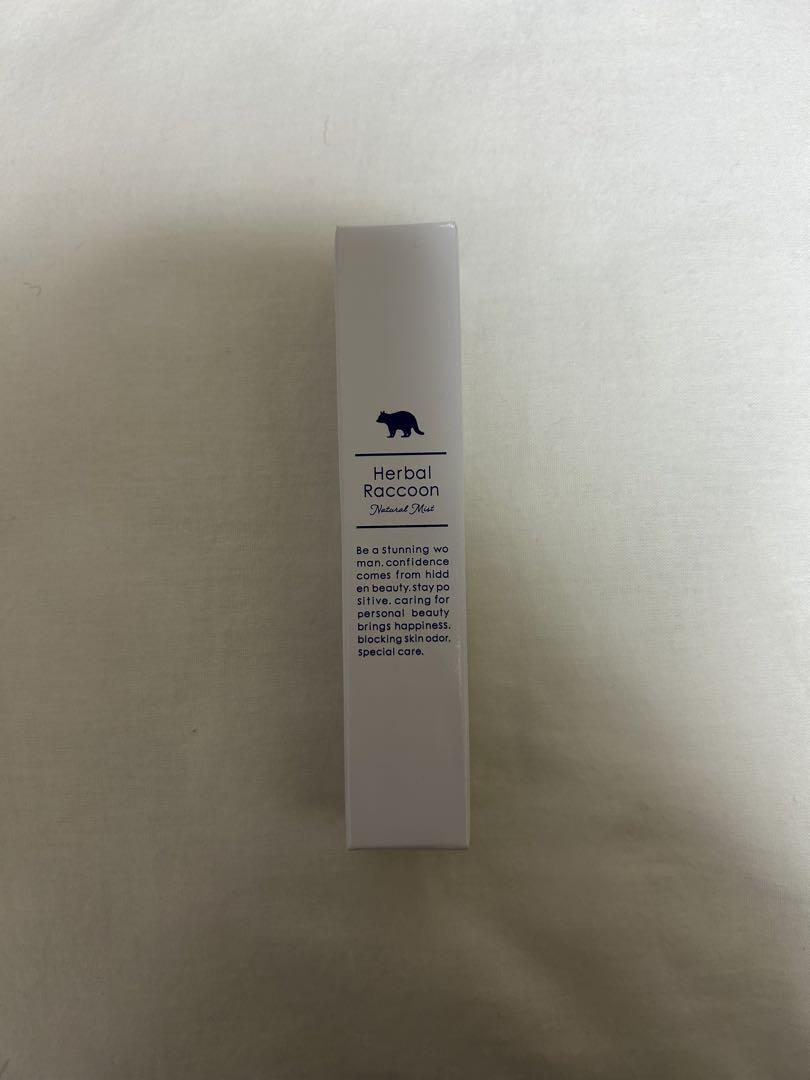 Herbal
Raccoon
Natural Mist
Be a stunning wo
man. confidence
comes from hidd
en beauty. stay po
sitive. caring for
personal beauty
brings happiness.
blocking skin odor,
special care.